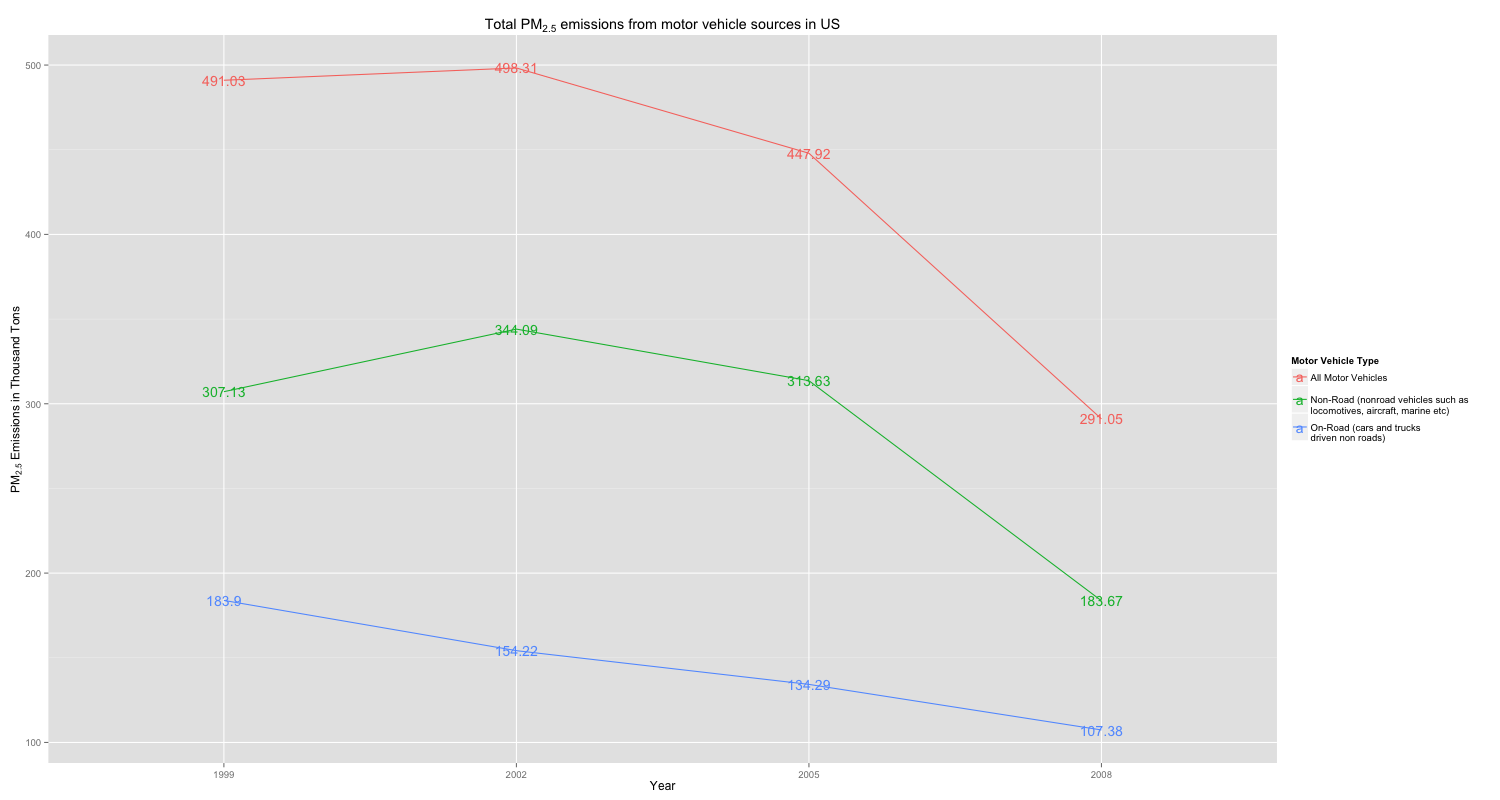 Total PM2.5 emissions from motor vehicle sources in US
PM2.5 Emissions in Thousand Tons
500
400
300
200
100
491.03
498.31
447.92
291.05
307.13
344.09
313.63
183.67
183.9
154.22
134.29
107.38
1999
2002
2005
2008
Year
Motor Vehicle Type
a All Motor Vehicles
a Non-Road (nonroad vehicles such as
locomotives, aircraft, marine etc)
a On-Road (cars and trucks
driven non roads)